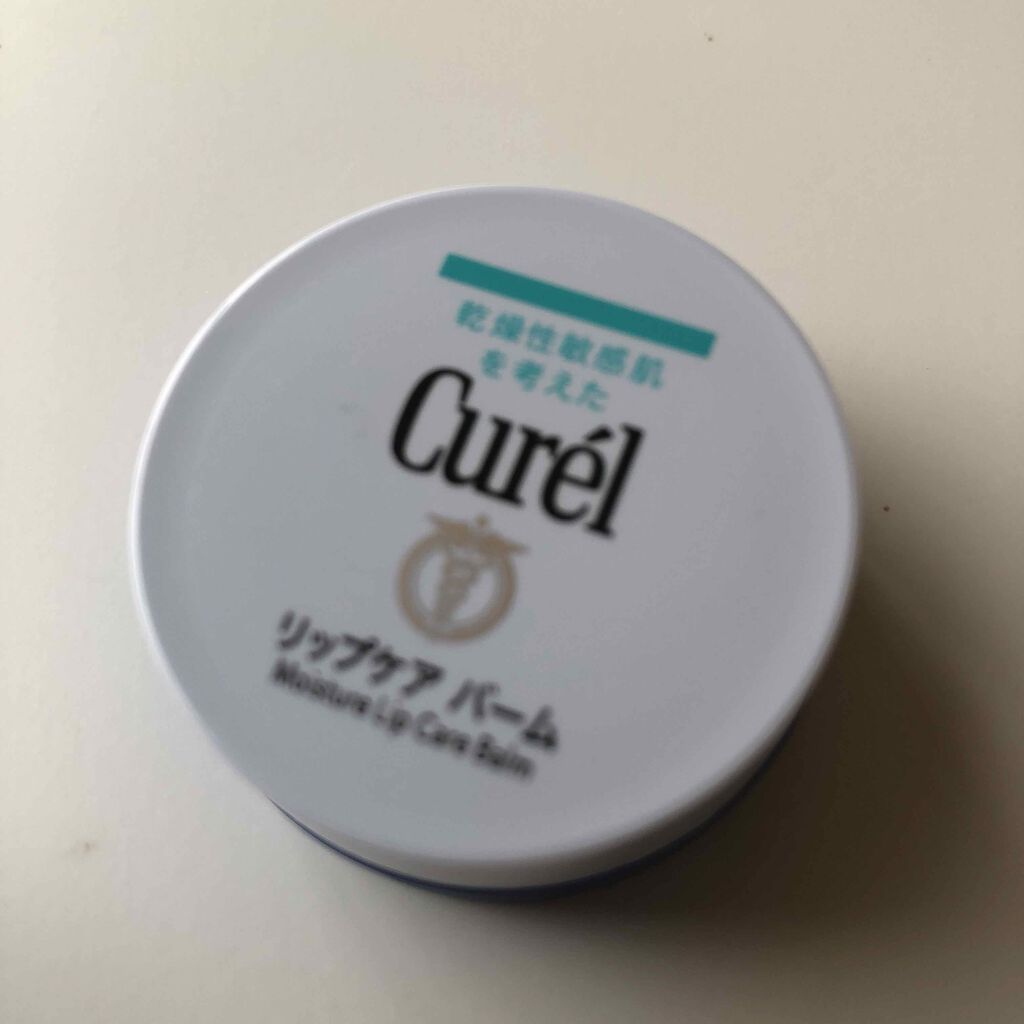 乾燥性敏感肌
を考えた
Curél
リップケア バーム
Moisture Lip Care Balm